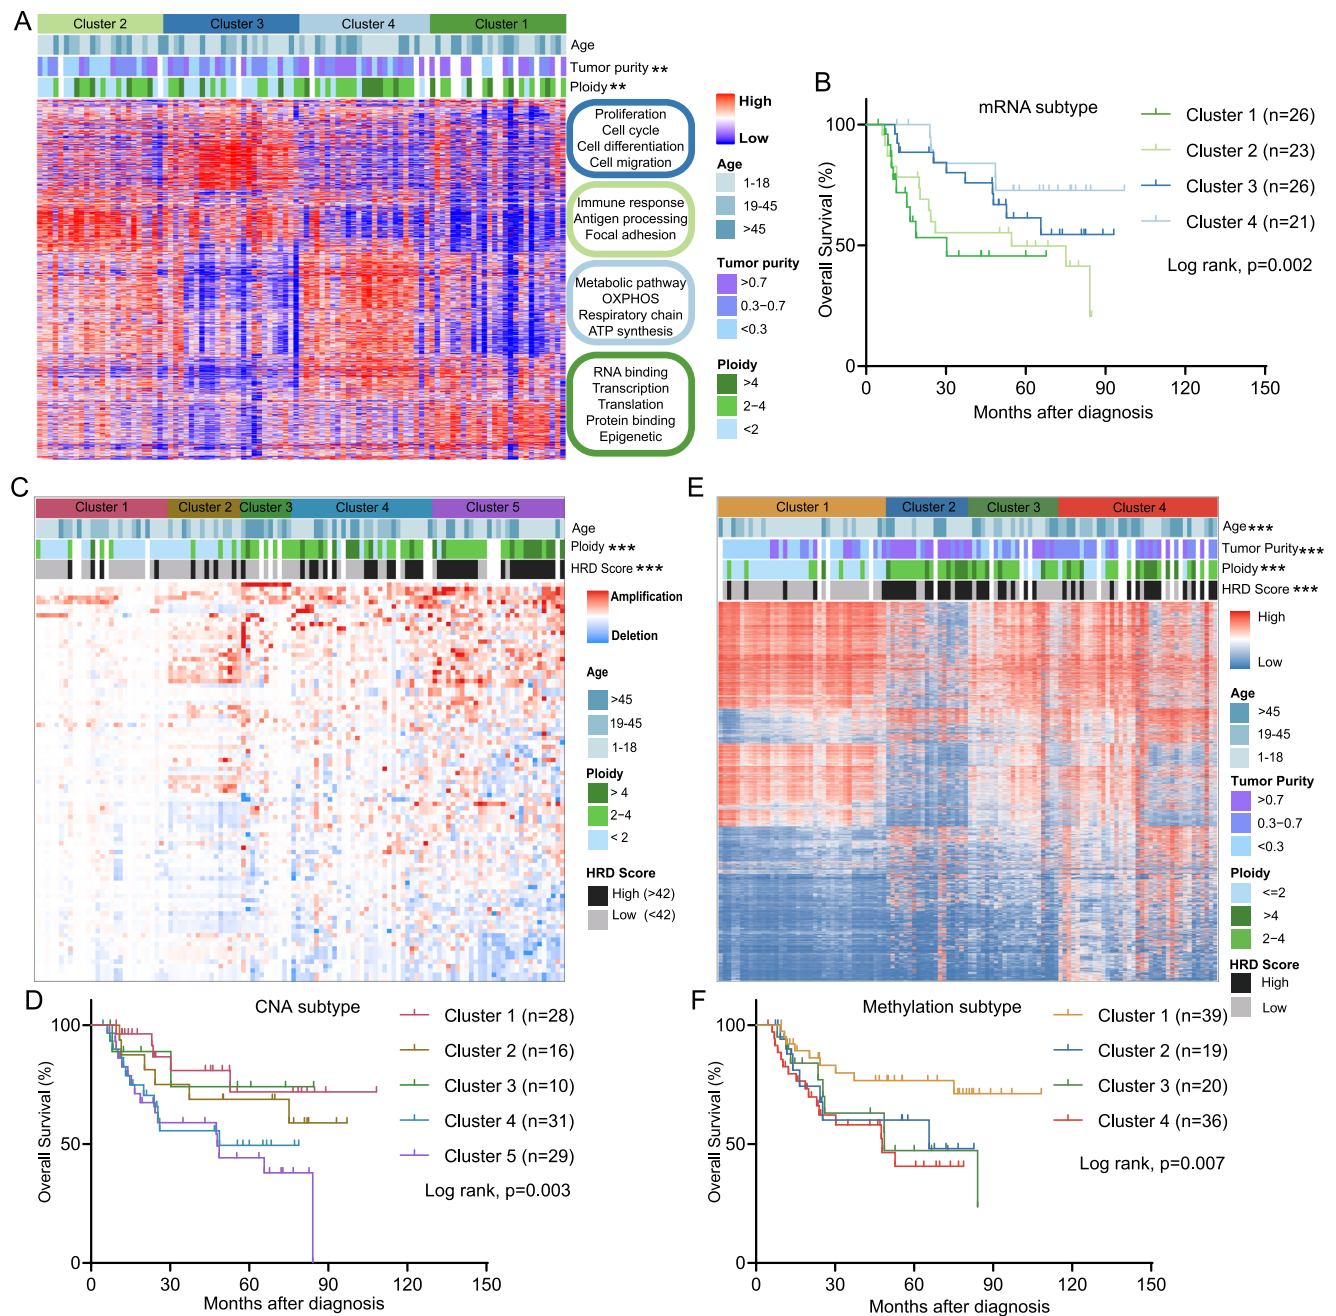 A
Cluster 2
Cluster 3
Cluster 4
Cluster 1
Age
Tumor purity **
Ploidy **
Proliferation
Cell cycle
Cell differentiation
Cell migration
Immune response
Antigen processing
Focal adhesion
Metabolic pathway
OXPHOS
Respiratory chain
ATP synthesis
RNA binding
Transcription
Translation
Protein binding
Epigenetic
High
Low
Age
1-18
19-45
>45
Tumor purity
>0.7
0.3−0.7
<0.3
Ploidy
>4
2−4
<2
B
mRNA subtype
Cluster 1 (n=26)
Cluster 2 (n=23)
Cluster 3 (n=26)
Cluster 4 (n=21)
Log rank, p=0.002
Overall Survival (%)
100
50
0
0 30 60 90 120 150
Months after diagnosis
C
Cluster 1
Cluster 2
Cluster 3
Cluster 4
Cluster 5
Age
Ploidy ***
HRD Score ***
Amplification
Deletion
Age
>45
19-45
1-18
Ploidy
> 4
2−4
< 2
HRD Score
High (>42)
Low (<42)
D
CNA subtype
Cluster 1 (n=28)
Cluster 2 (n=16)
Cluster 3 (n=10)
Cluster 4 (n=31)
Cluster 5 (n=29)
Log rank, p=0.003
Overall Survival (%)
100
50
0
0 30 60 90 120 150
Months after diagnosis
E
Cluster 1
Cluster 2
Cluster 3
Cluster 4
Age***
Tumor Purity***
Ploidy ***
HRD Score ***
High
Low
Age
>45
19-45
1-18
Tumor Purity
>0.7
0.3-0.7
<0.3
Ploidy
<=2
>4
2−4
HRD Score
High
Low
F
Methylation subtype
Cluster 1 (n=39)
Cluster 2 (n=19)
Cluster 3 (n=20)
Cluster 4 (n=36)
Log rank, p=0.007
Overall Survival (%)
100
50
0
0 30 60 90 120 150
Months after diagnosis